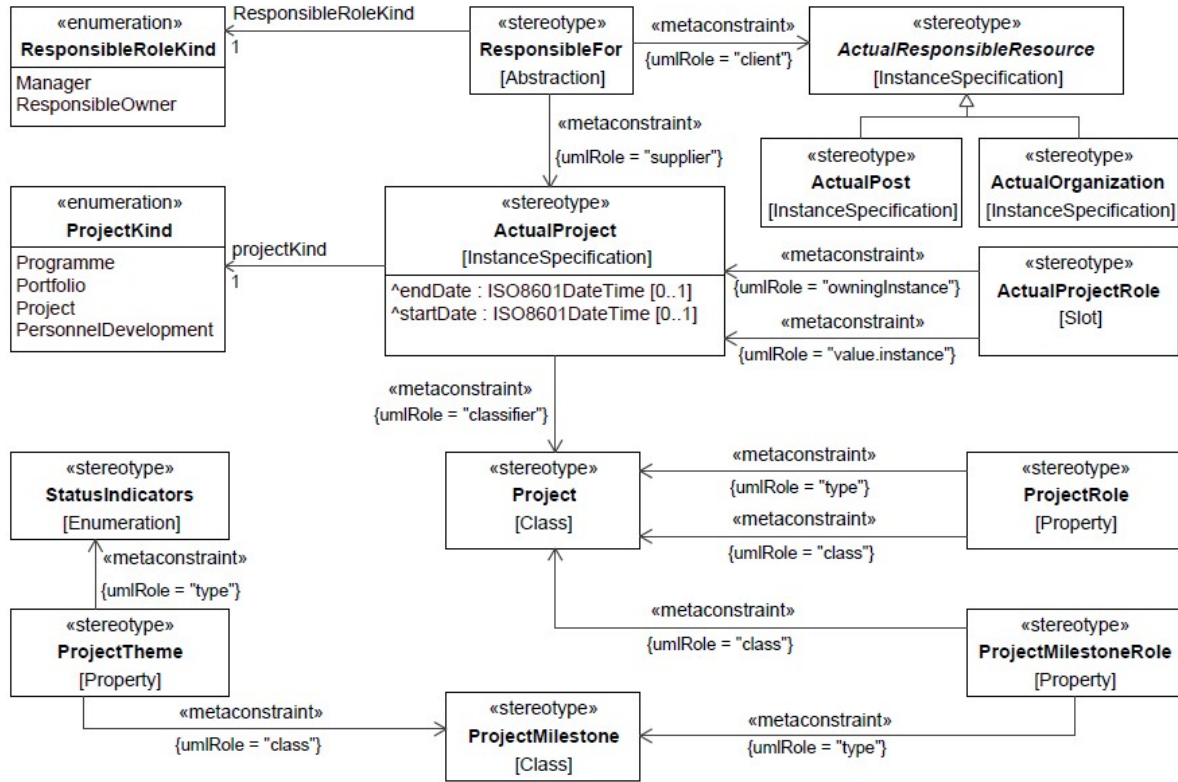 «enumeration»
ResponsibleRoleKind
Manager
ResponsibleOwner
ResponsibleRoleKind
1
«stereotype»
ResponsibleFor
[Abstraction]
«metaconstraint»
{umlRole = "client"}
«stereotype»
ActualResponsibleResource
[InstanceSpecification]
«metaconstraint»
{umlRole = "supplier"}
«stereotype»
ActualPost
[InstanceSpecification]
«stereotype»
ActualOrganization
[InstanceSpecification]
«enumeration»
ProjectKind
Programme
Portfolio
Project
PersonnelDevelopment
projectKind
1
«stereotype»
ActualProject
[InstanceSpecification]
^endDate : ISO8601DateTime [0..1]
^startDate : ISO8601DateTime [0..1]
«metaconstraint»
{umlRole = "owningInstance"}
«metaconstraint»
{umlRole = "value.instance"}
«stereotype»
ActualProjectRole
[Slot]
«metaconstraint»
{umlRole = "classifier"}
«stereotype»
StatusIndicators
[Enumeration]
«stereotype»
Project
[Class]
«metaconstraint»
{umlRole = "type"}
«metaconstraint»
{umlRole = "class"}
«stereotype»
ProjectRole
[Property]
«metaconstraint»
{umlRole = "type"}
«stereotype»
ProjectTheme
[Property]
«metaconstraint»
{umlRole = "class"}
«stereotype»
ProjectMilestoneRole
[Property]
«metaconstraint»
{umlRole = "class"}
«stereotype»
ProjectMilestone
[Class]
«metaconstraint»
{umlRole = "type"}